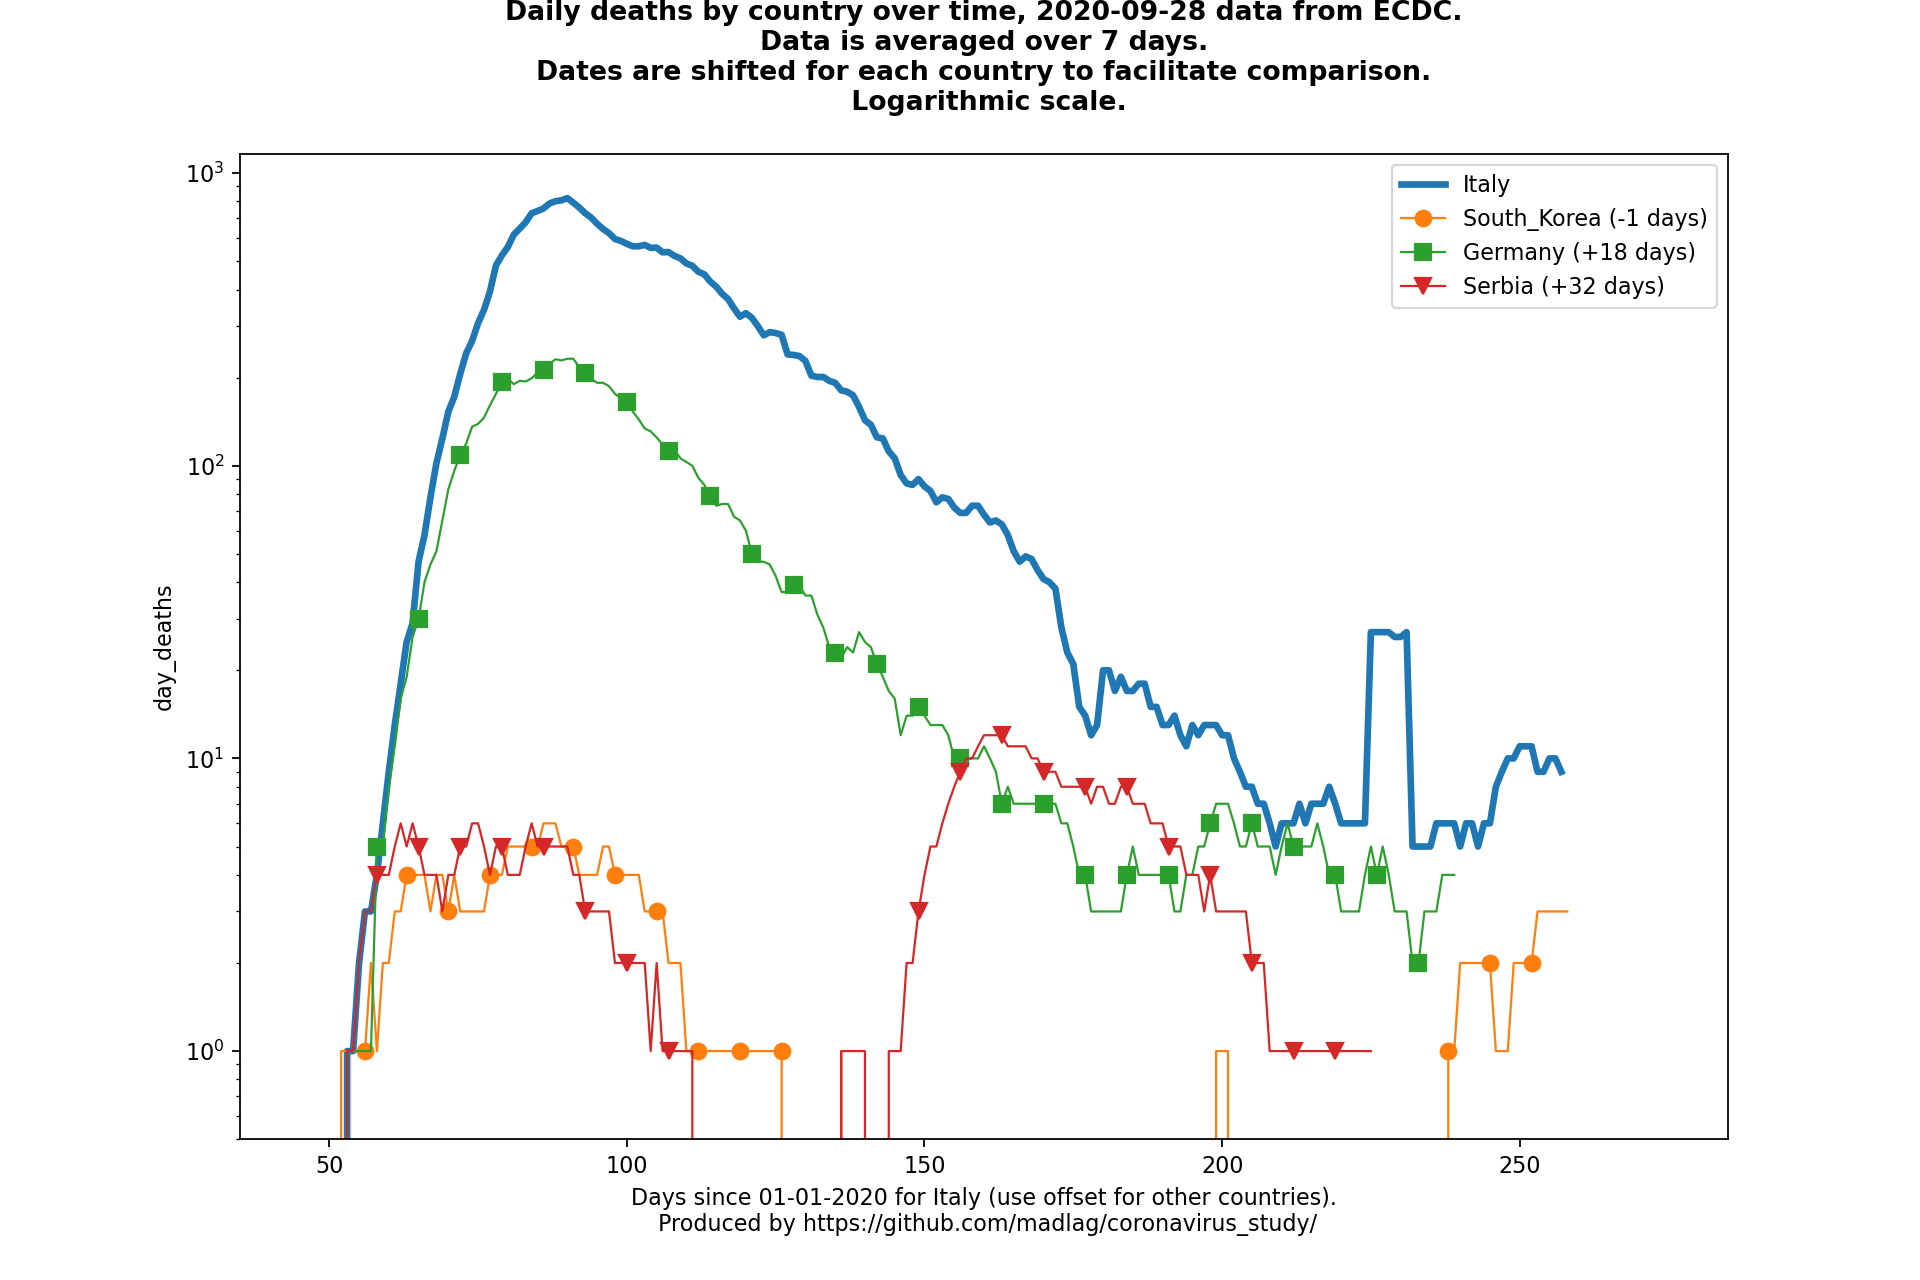 Daily deaths by country over time, 2020-09-28 data from ECDC.
Data is averaged over 7 days.
Dates are shifted for each country to facilitate comparison.
Logarithmic scale.
10³
10²
10¹
10⁰
day_deaths
Italy
South_Korea (-1 days)
Germany (+18 days)
Serbia (+32 days)
50 100 150 200 250
Days since 01-01-2020 for Italy (use offset for other countries).
Produced by https://github.com/madlag/coronavirus_study/